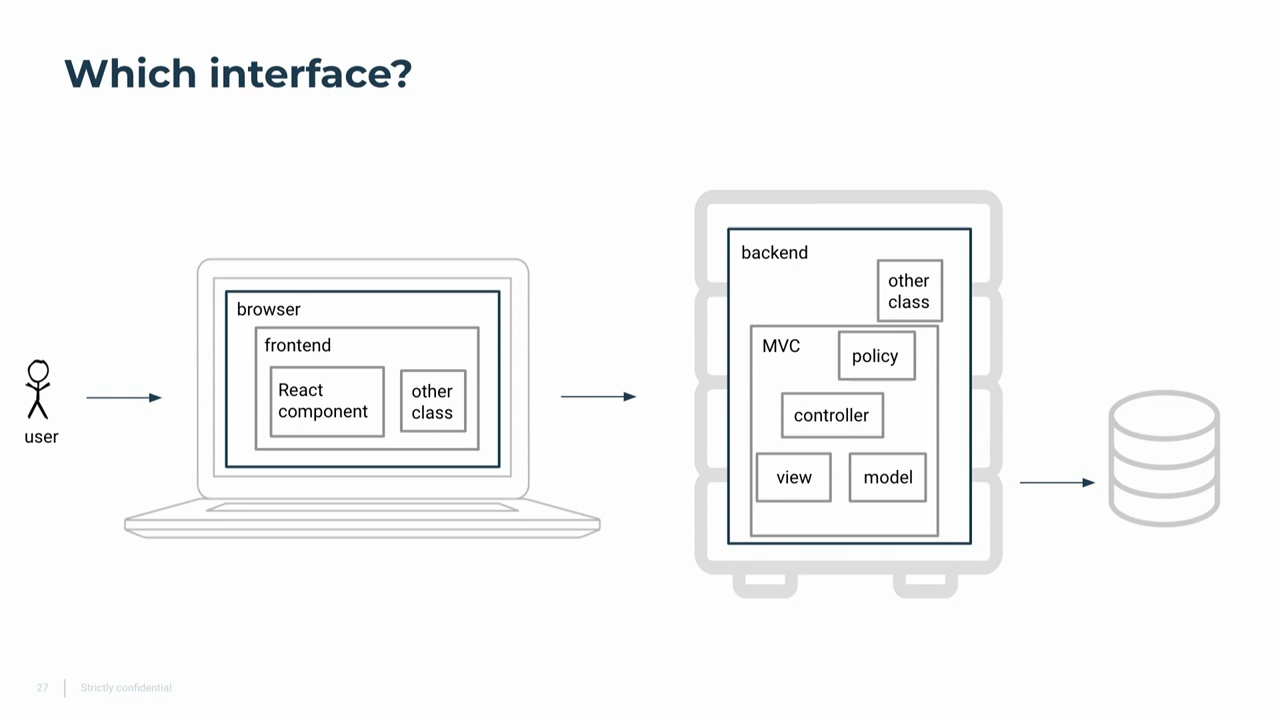 Which interface?
user
browser
frontend
React
component
other
class
backend
other
class
MVC
policy
controller
view
model
27
Strictly confidential